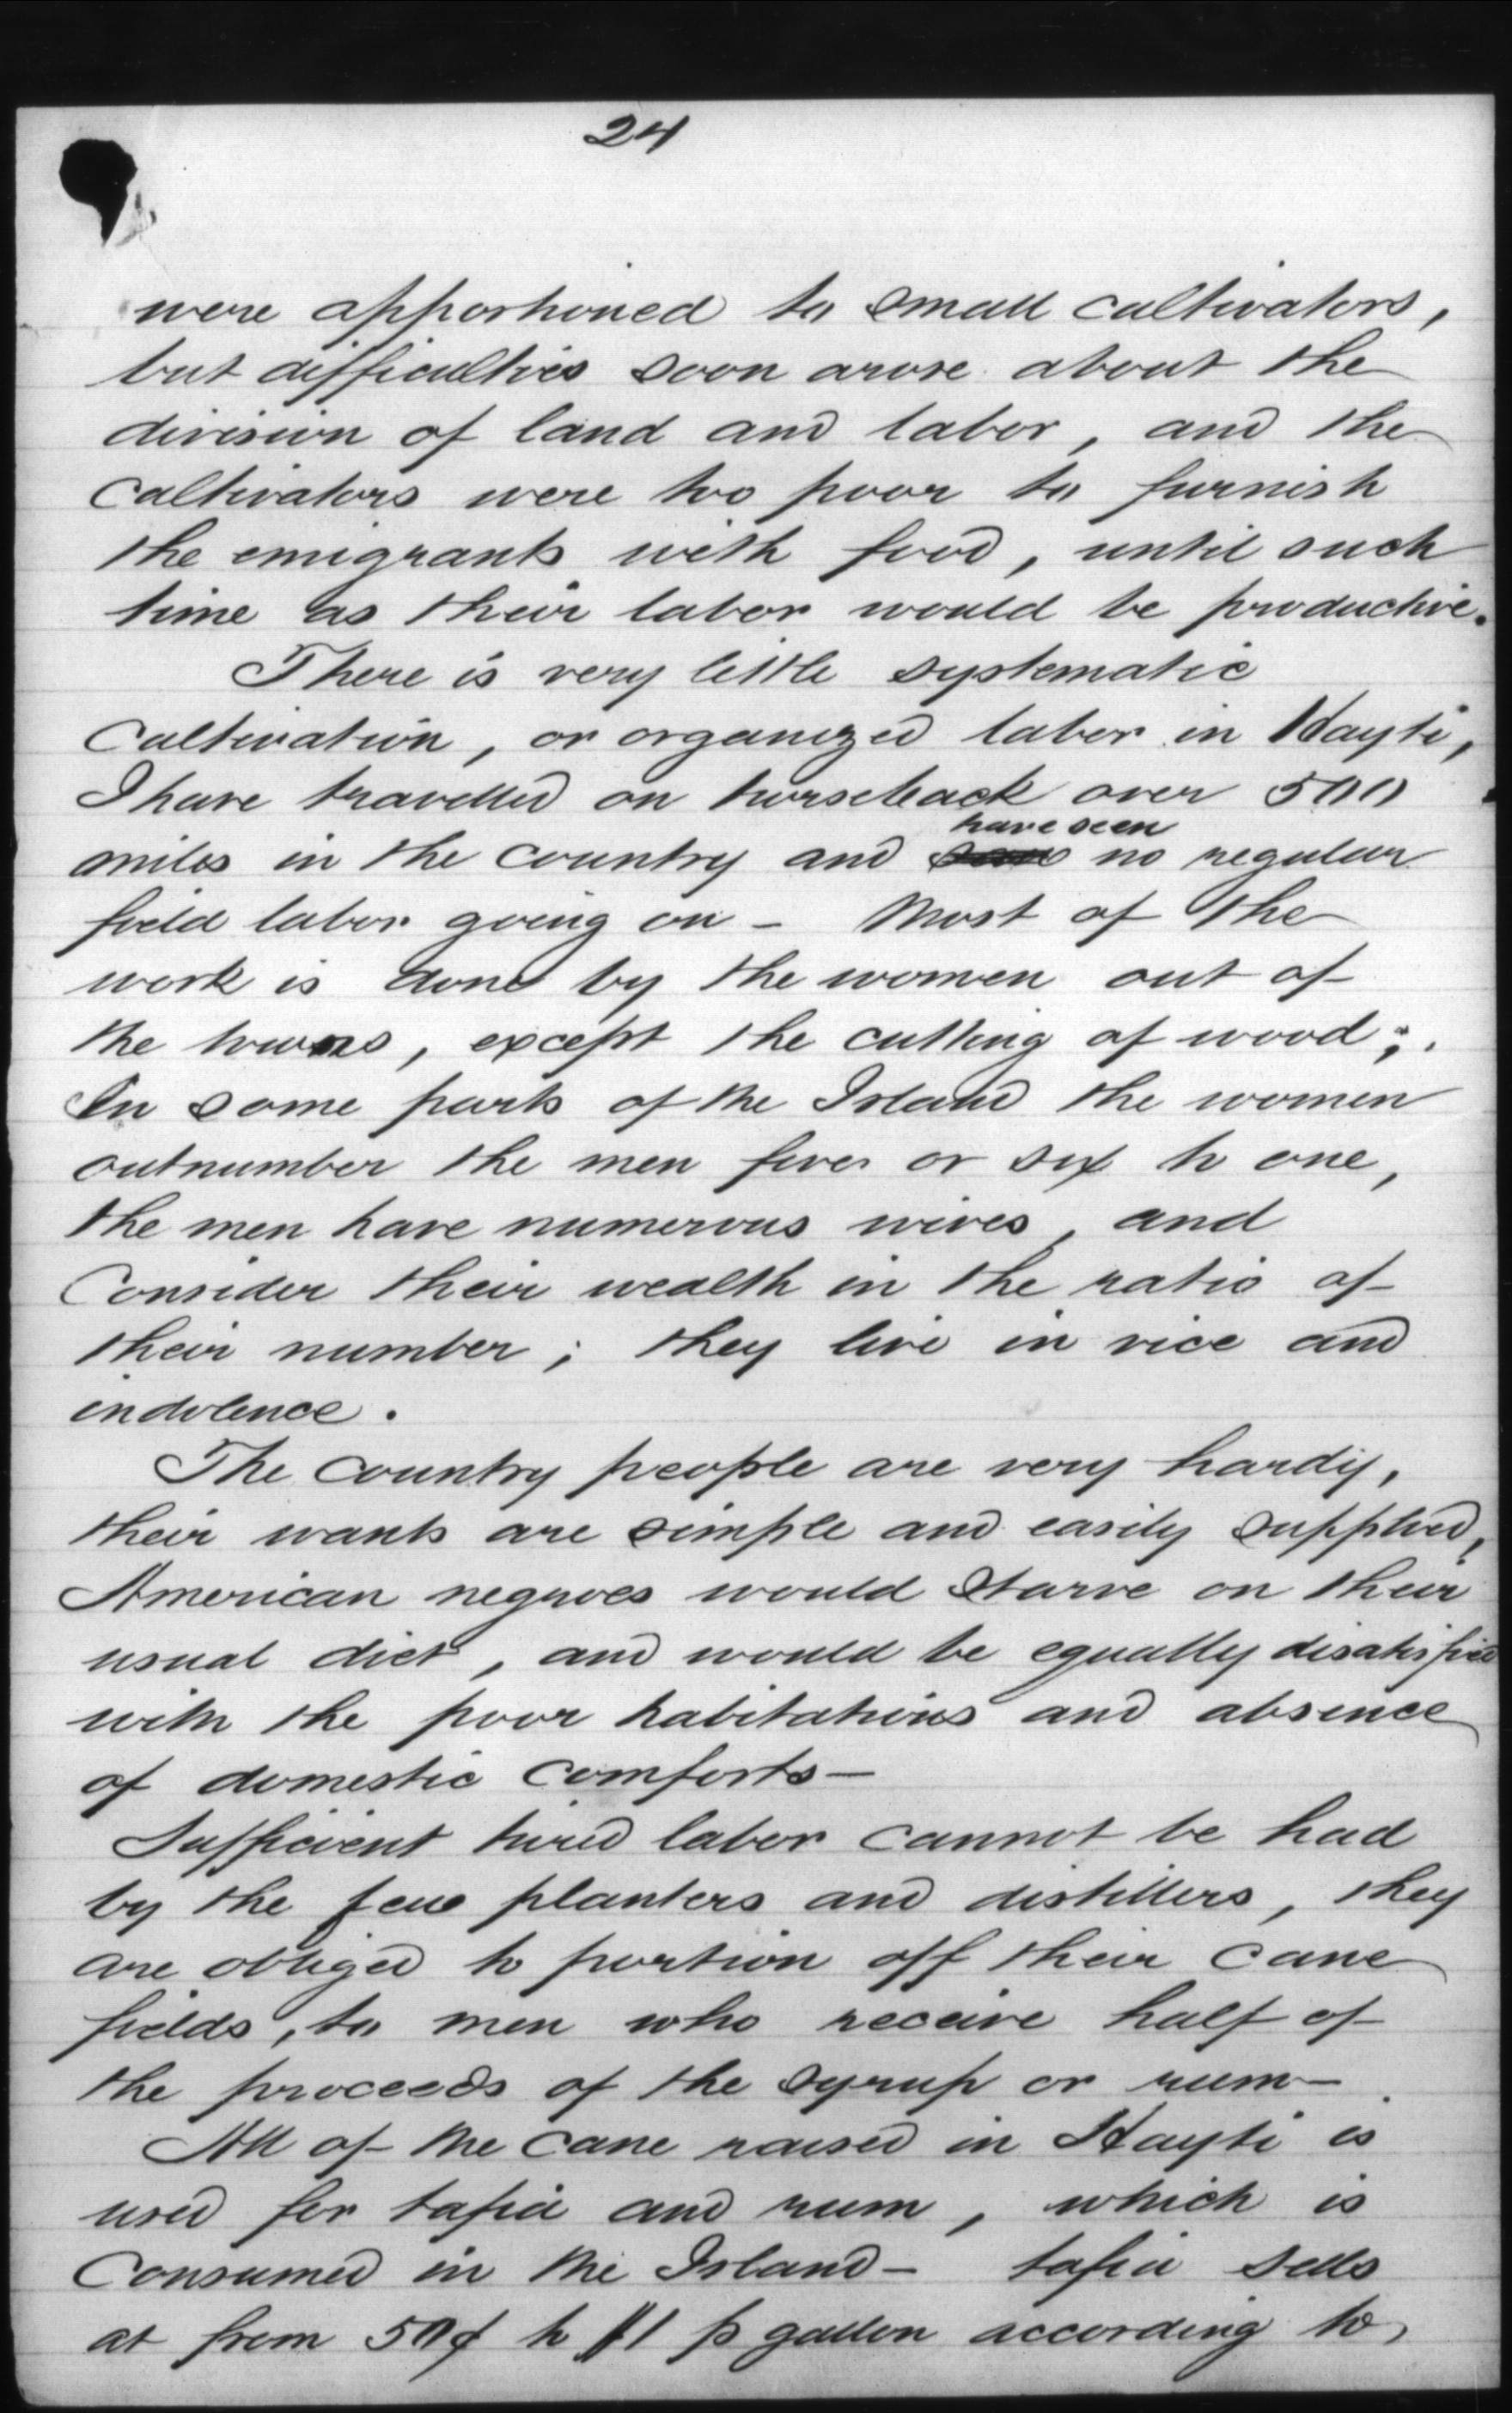 24
were apportioned to small cultivators,
but difficulties soon arose about the
division of land and labor, and the
cultivators were too poor to furnish
the emigrants with food, until such
time as their labor would be productive.
There is very little systematic
cultivation, or organized labor in Hayti,
I have travelled on horseback over 500
have seen
miles in the country and saw no regular
field labor going on - Most of the
work is done by the women out of
the towns, except the cutting of wood;.
In some parts of the Island the women
outnumber the men five or six to one,
the men have numerous wives, and
Consider their wealth in the ratio of
their number; they live in vice and
indolence.
The country people are very hardy,
their wants are simple and easily supplied,
American negroes would starve on their
usual diet, and would be equally disatisfied
with the poor habitations and absence
of domestic comforts -
Sufficient hired labor cannot be had
by the few planters and distillers, they
are obliged to portion off their cane
fields, to men who receive half of
the proceeds of the syrup or rum -
All of the cane raised in Hayti is
used for tafia and rum, which is
Consumed in the Island - tafia sells
at from 50¢ to $1 p gallon according to,